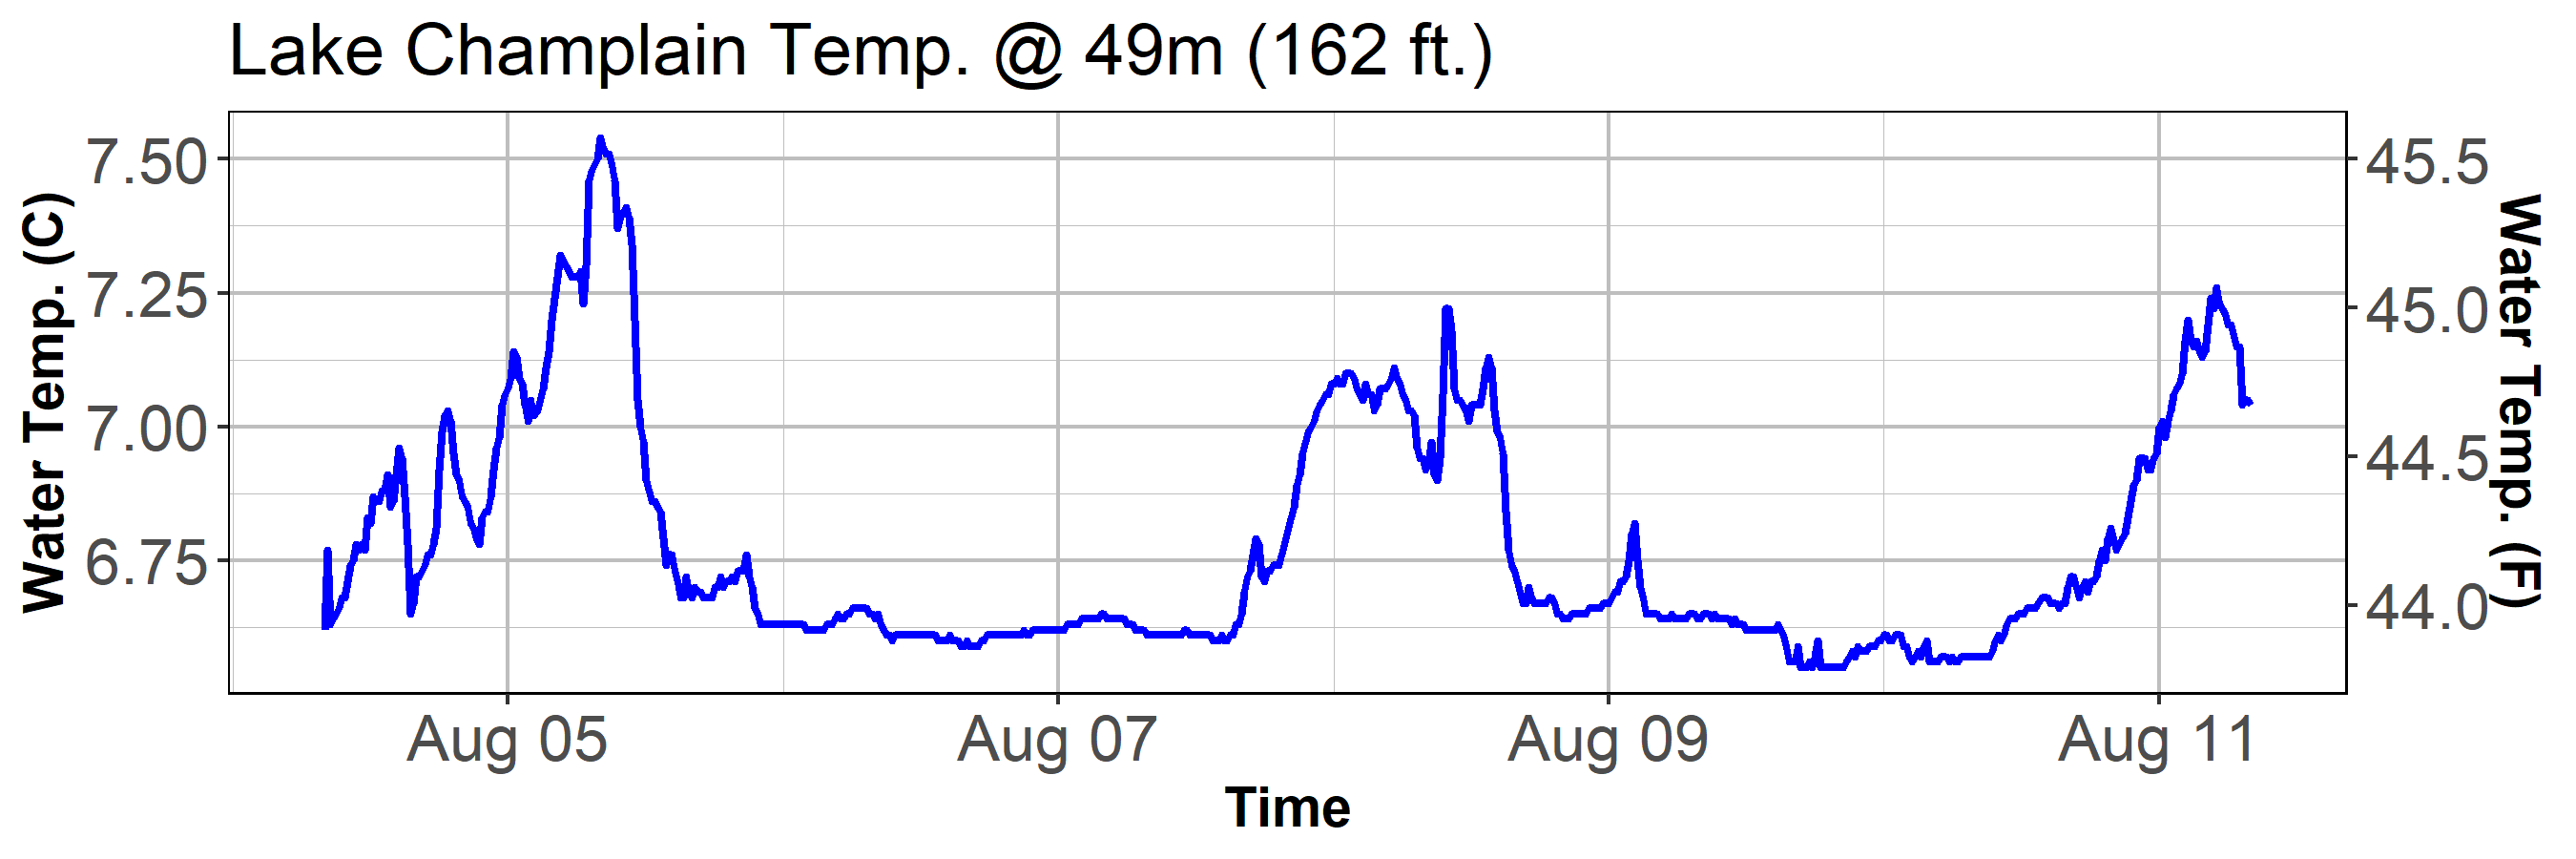 Lake Champlain Temp. @ 49m (162 ft.)
Water Temp. (C)
7.50
7.25
7.00
6.75
45.5
45.0
44.5
44.0
Water Temp. (F)
Aug 05
Aug 07
Aug 09
Aug 11
Time